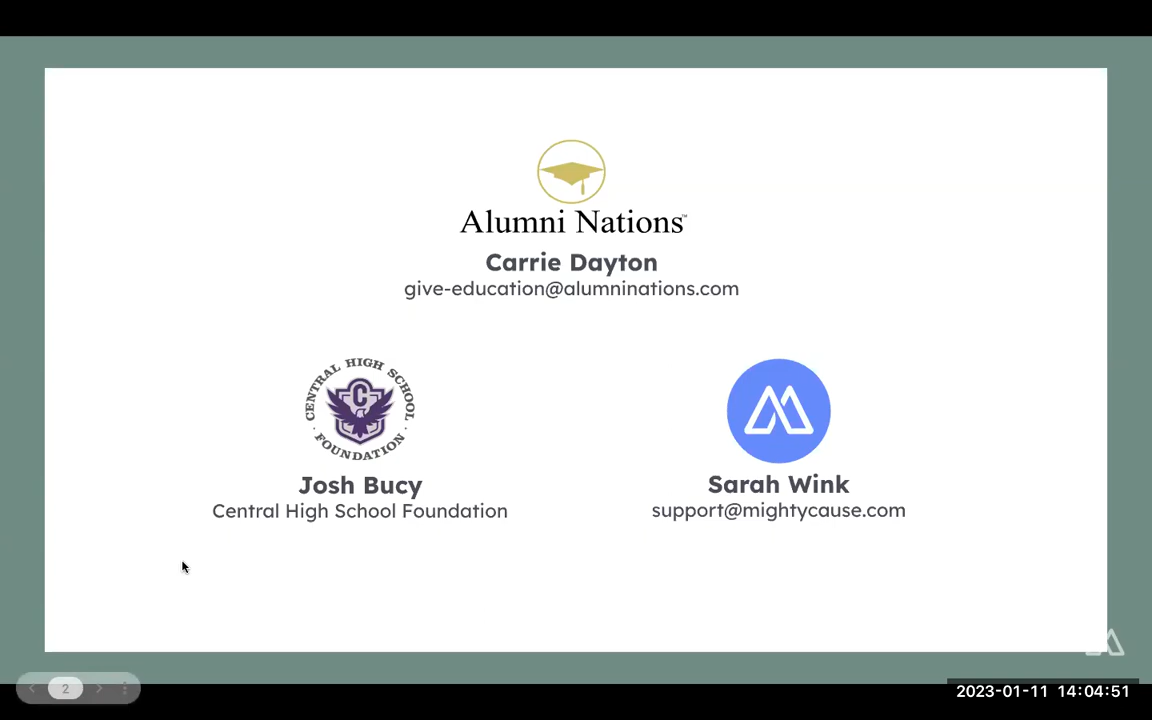 Alumni Nations™
Carrie Dayton
give-education@alumninations.com
CENTRAL HIGH SCHOOL
C
· FOUNDATION ·
Josh Bucy
Central High School Foundation
Sarah Wink
support@mightycause.com
2
2023-01-11 14:04:51